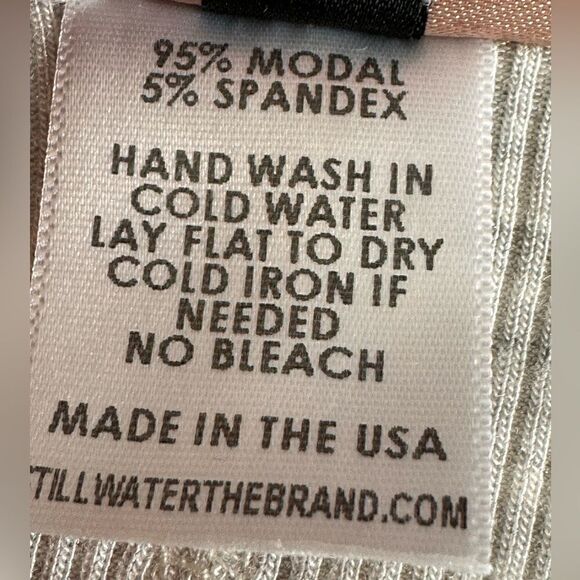 95% MODAL
5% SPANDEX
HAND WASH IN
COLD WATER
LAY FLAT TO DRY
COLD IRON IF
NEEDED
NO BLEACH
MADE IN THE USA
TILLWATERTHEBRAND.COM